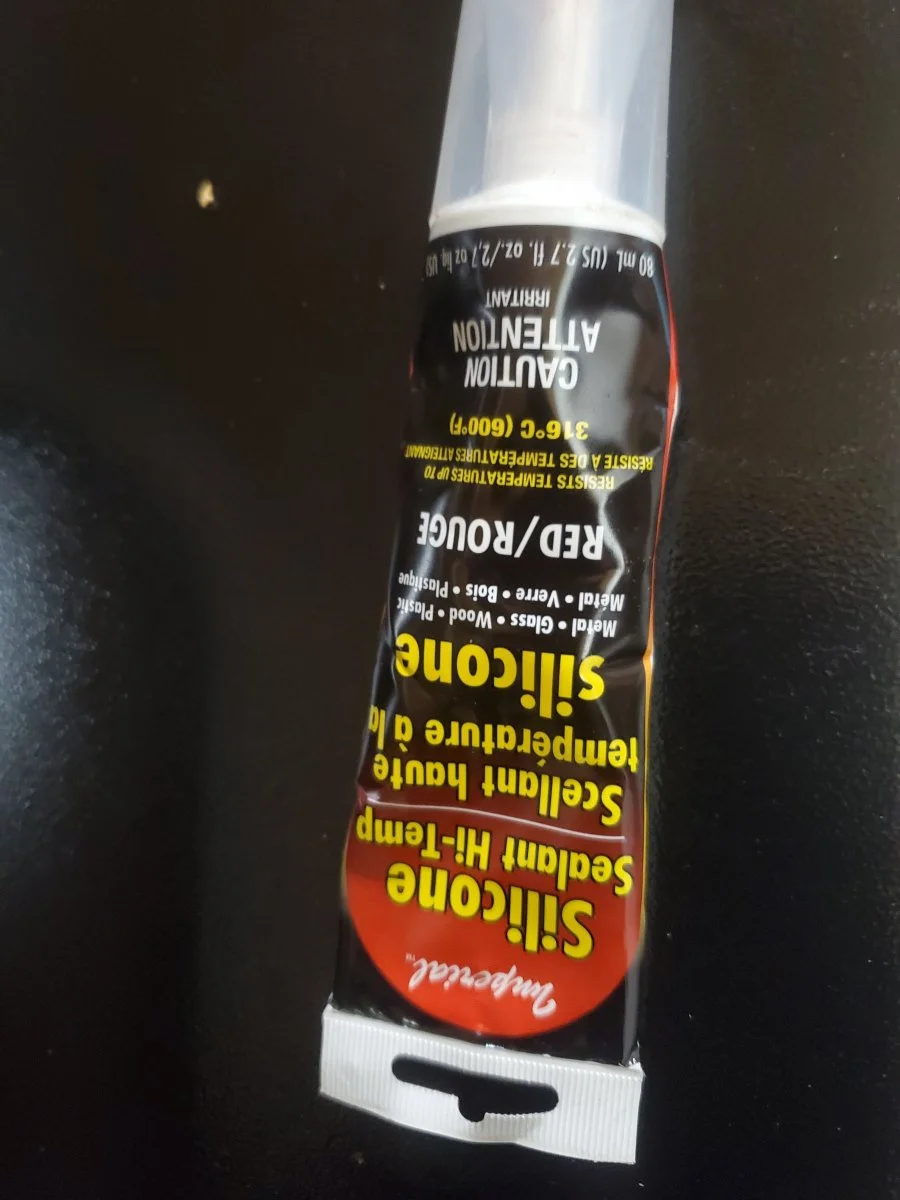 Imperial™
Silicone
Sealant Hi-Temp
Scellant haute
température à la
silicone
Metal • Glass • Wood • Plastic
Métal • Verre • Bois • Plastique
RED/ROUGE
RESISTS TEMPERATURES UP TO
RÉSISTE À DES TEMPÉRATURES ATTEIGNANT
316°C (600°F)
CAUTION
ATTENTION
IRRITANT
80 mL (US 2.7 fl. oz./2,7 oz liq. US)